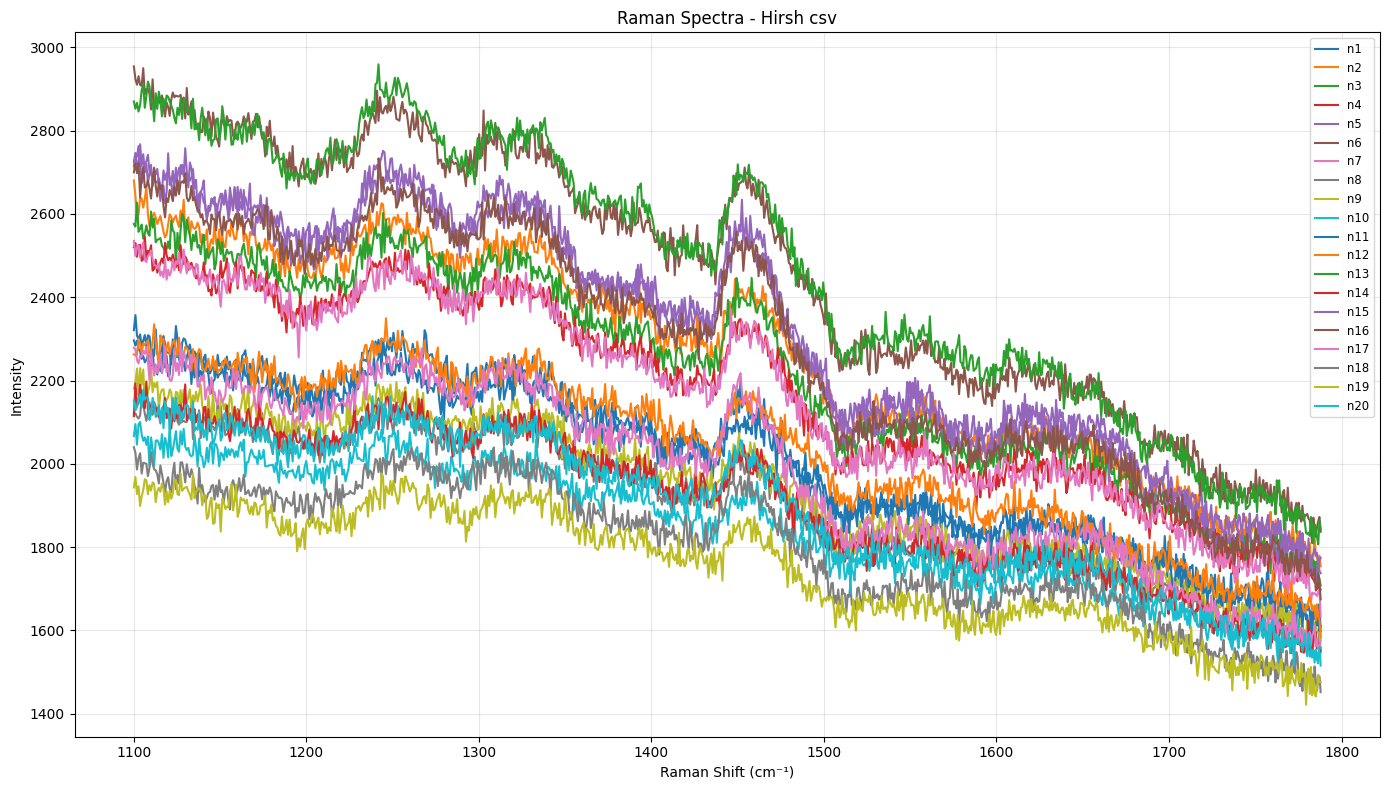 Raman Spectra - Hirsh csv
Intensity
3000
2800
2600
2400
2200
2000
1800
1600
1400
1100
1200
1300
1400
1500
1600
1700
1800
Raman Shift (cm⁻¹)
n1
n2
n3
n4
n5
n6
n7
n8
n9
n10
n11
n12
n13
n14
n15
n16
n17
n18
n19
n20